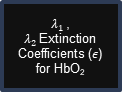 λ₁ ,
λ₂ Extinction
Coefficients (ϵ)
for HbO₂